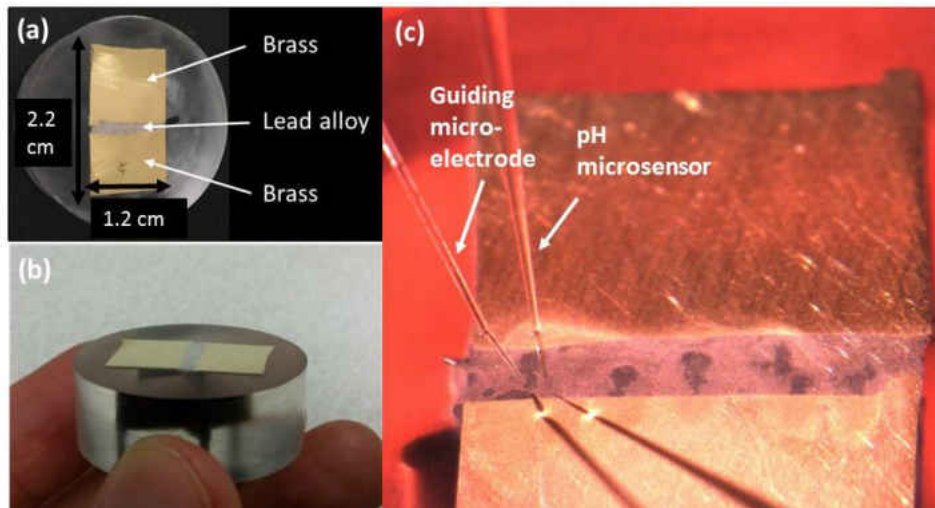 (a)
Brass
Lead alloy
Brass
2.2
cm
1.2 cm
(b)
(c)
Guiding
micro-
electrode
pH
microsensor